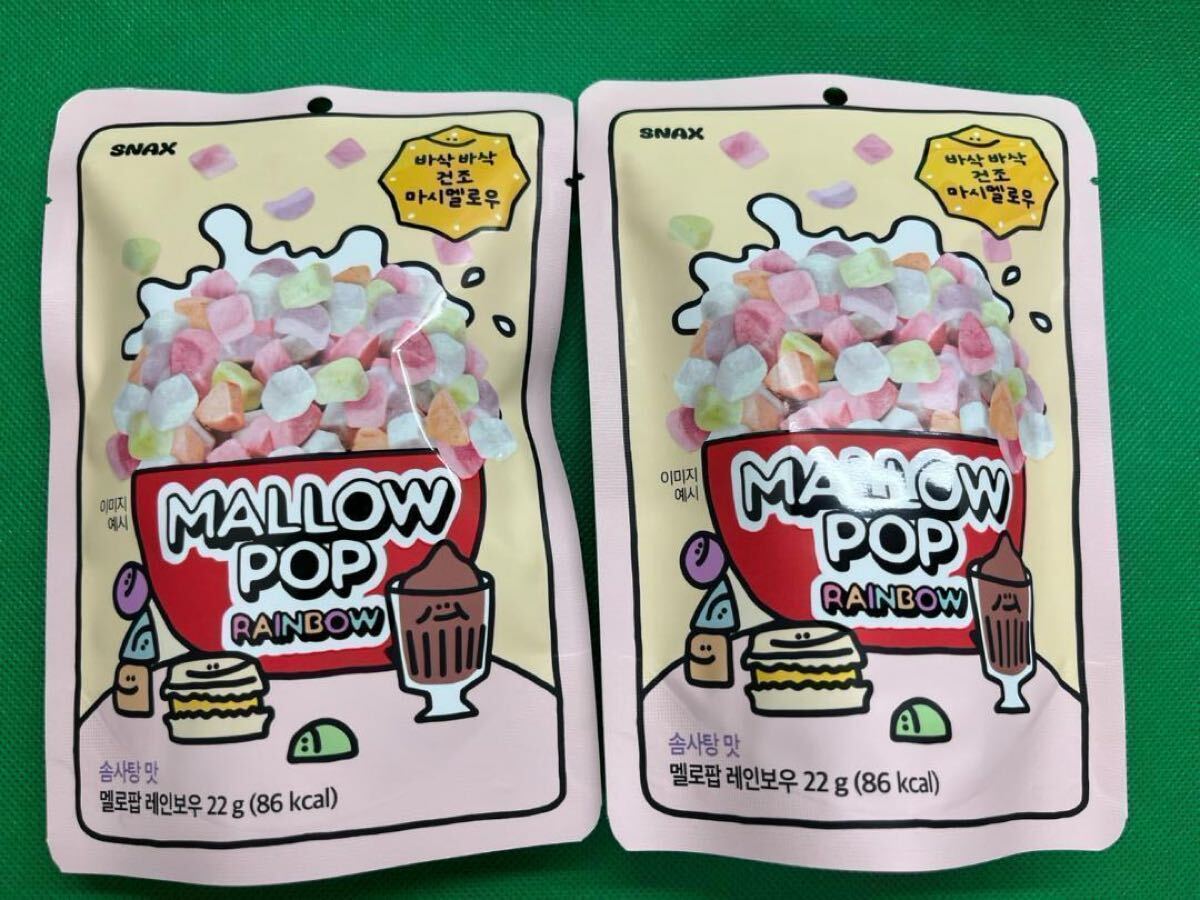 SNAX
바삭 바삭
건조
마시멜로우
이미지
예시
MALLOW
POP
RAINBOW
솜사탕 맛
멜로팝 레인보우 22 g (86 kcal)
SNAX
바삭 바삭
건조
마시멜로우
이미지
예시
MALLOW
POP
RAINBOW
솜사탕 맛
멜로팝 레인보우 22 g (86 kcal)